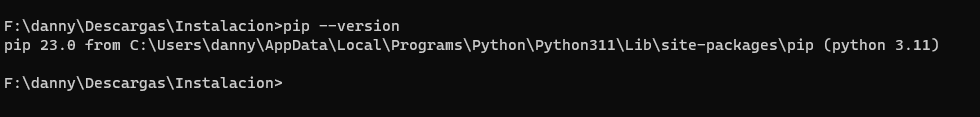 F:\danny\Descargas\Instalacion>pip --version
pip 23.0 from C:\Users\danny\AppData\Local\Programs\Python\Python311\Lib\site-packages\pip (python 3.11)
F:\danny\Descargas\Instalacion>